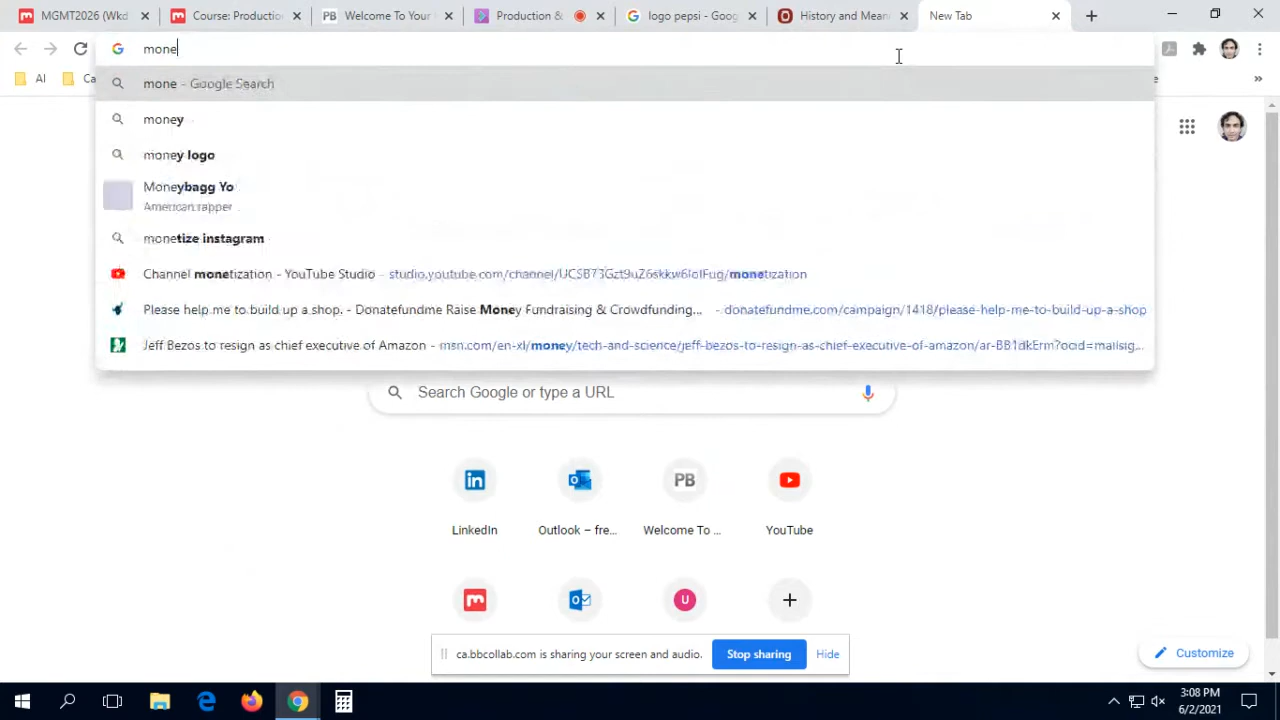 MGMT2026 (Wkd
Course: Productio
PB Welcome To Your
Production &
logo pepsi - Goog
History and Mean
New Tab
mone
AI
Ca
mone - Google Search
money
money logo
Moneybagg Yo
American rapper
monetize instagram
Channel monetization - YouTube Studio - studio.youtube.com/channel/UCSB73Gzt9uZ6skkw6IolFug/monetization
Please help me to build up a shop. - Donatefundme Raise Money Fundraising & Crowdfunding... - donatefundme.com/campaign/1418/please-help-me-to-build-up-a-shop
Jeff Bezos to resign as chief executive of Amazon - msn.com/en-xl/money/tech-and-science/jeff-bezos-to-resign-as-chief-executive-of-amazon/ar-BB1dkErm?ocid=mailsig...
Search Google or type a URL
PB
LinkedIn
Outlook – fre...
Welcome To ...
YouTube
U
ca.bbcollab.com is sharing your screen and audio.
Stop sharing
Hide
Customize
3:08 PM
6/2/2021